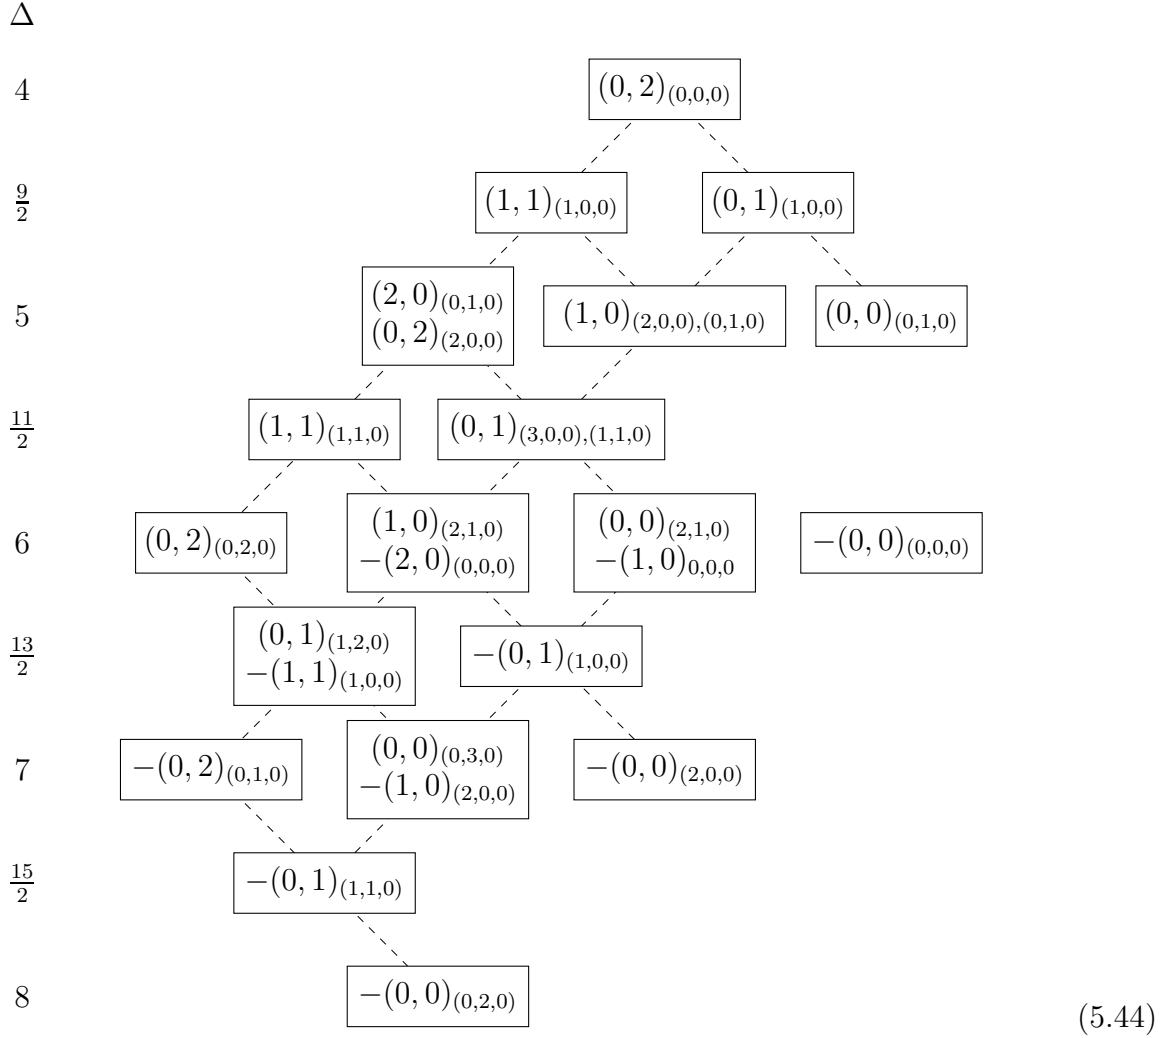 Δ
4 (0, 2)_{(0,0,0)}
\frac{9}{2} (1, 1)_{(1,0,0)} (0, 1)_{(1,0,0)}
(2, 0)_{(0,1,0)}
5 (1, 0)_{(2,0,0),(0,1,0)} (0, 0)_{(0,1,0)}
(0, 2)_{(2,0,0)}
\frac{11}{2} (1, 1)_{(1,1,0)} (0, 1)_{(3,0,0),(1,1,0)}
(1, 0)_{(2,1,0)} (0, 0)_{(2,1,0)}
6 (0, 2)_{(0,2,0)} −(0, 0)_{(0,0,0)}
−(2, 0)_{(0,0,0)} −(1, 0)_{0,0,0}
(0, 1)_{(1,2,0)}
\frac{13}{2} −(0, 1)_{(1,0,0)}
−(1, 1)_{(1,0,0)}
(0, 0)_{(0,3,0)}
7 −(0, 2)_{(0,1,0)} −(0, 0)_{(2,0,0)}
−(1, 0)_{(2,0,0)}
\frac{15}{2} −(0, 1)_{(1,1,0)}
8 −(0, 0)_{(0,2,0)}
(5.44)